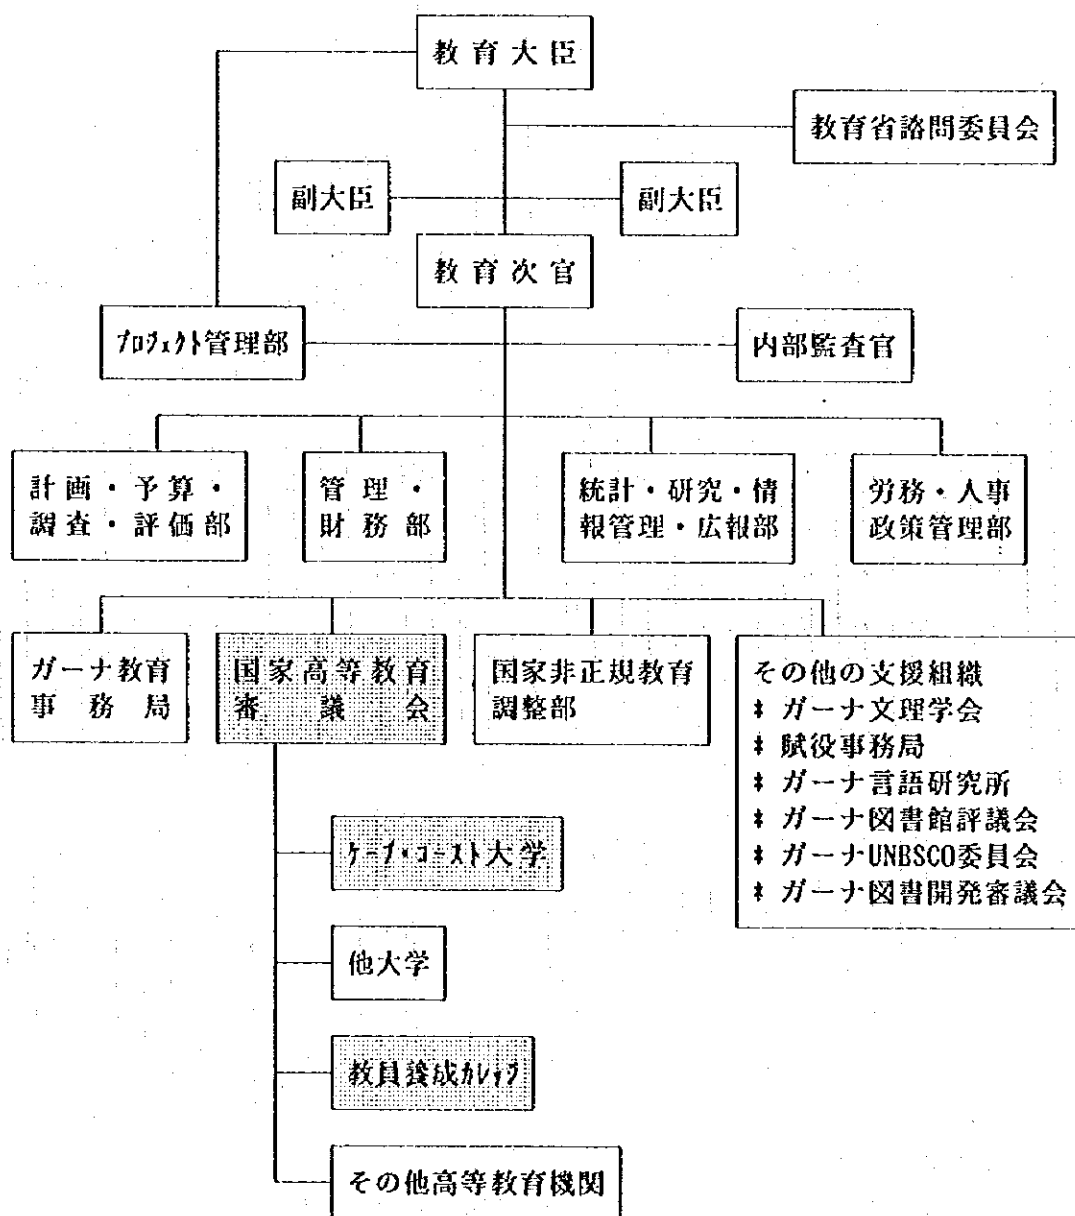 教育大臣
教育省諮問委員会
副大臣
副大臣
教育次官
プロジェクト管理部
内部監査官
計画・予算・
調査・評価部
管理・
財務部
統計・研究・情
報管理・広報部
労務・人事
政策管理部
ガーナ教育
事務局
国家高等教育
審議会
国家非正規教育
調整部
その他の支援組織
* ガーナ文理学会
* 賦役事務局
* ガーナ言語研究所
* ガーナ図書館評議会
* ガーナUNBSCO委員会
* ガーナ図書開発審議会
ケープ・コースト大学
他大学
教員養成カレッジ
その他高等教育機関